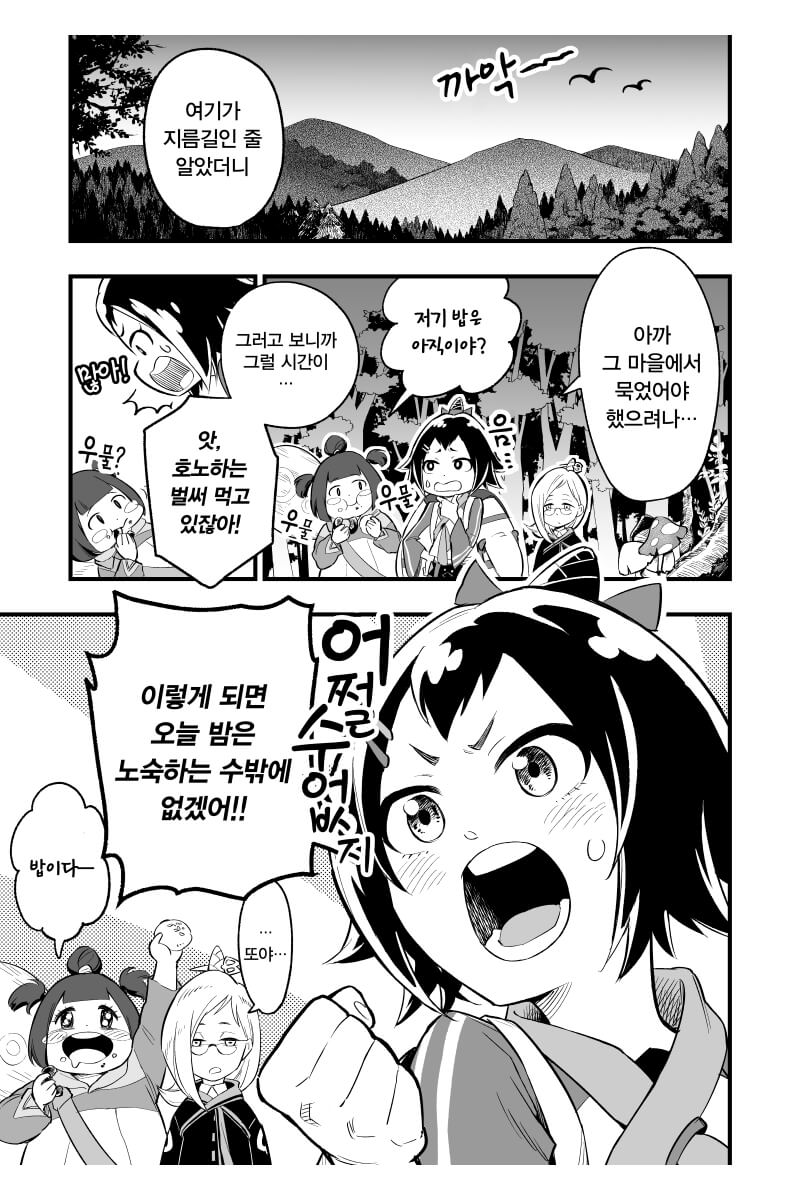 까악~
여기가
지름길인 줄
알았더니
아까
그 마을에서
묵었어야
했으려나…
저기 밥은
아직이야?
음…
우물
우물
그러고 보니까
그럴 시간이
…
많아!
앗,
호노하는
벌써 먹고
있잖아!
우물?
어쩔
수
없
지
이렇게 되면
오늘 밤은
노숙하는 수밖에
없겠어!!
…
또야…
밥이다—